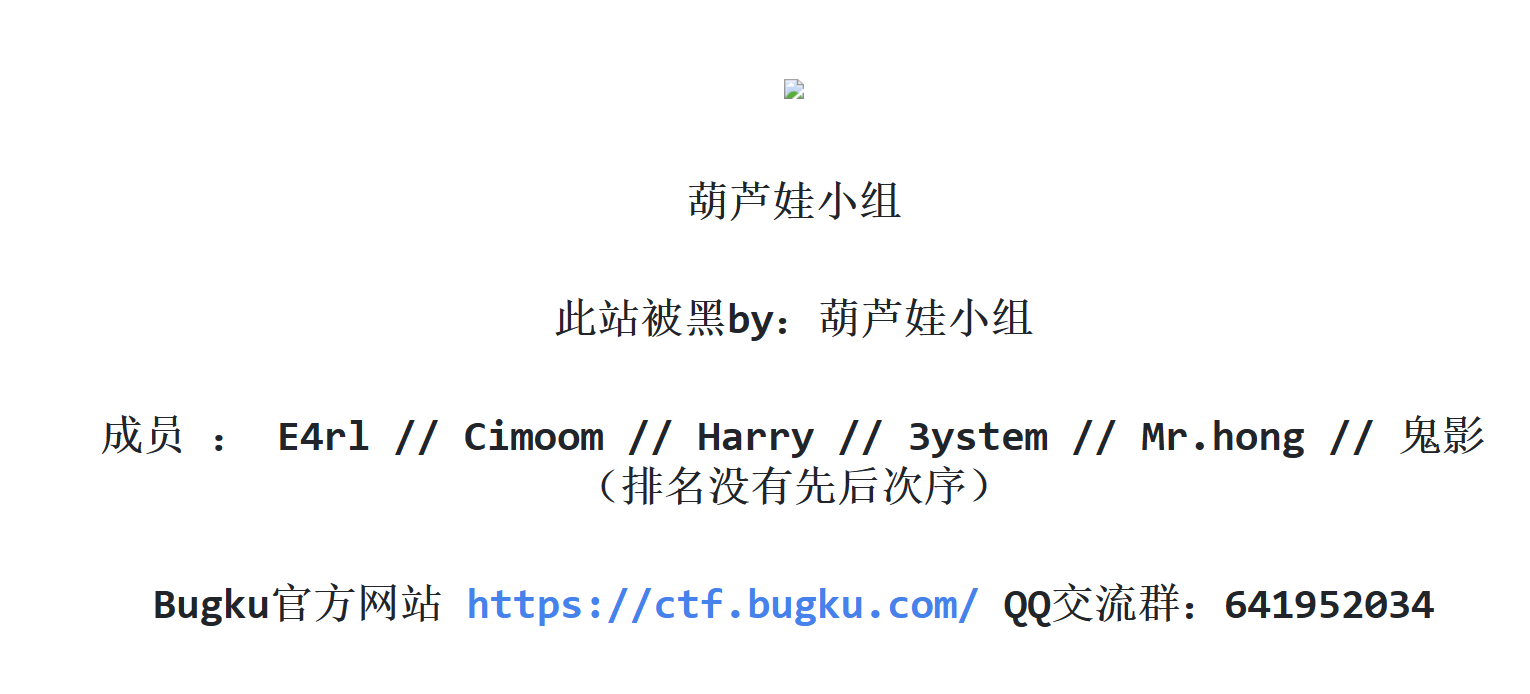 葫芦娃小组
此站被黑by：葫芦娃小组
成员 ： E4rl // Cimoom // Harry // 3ystem // Mr.hong // 鬼影
（排名没有先后次序）
Bugku官方网站 https://ctf.bugku.com/ QQ交流群：641952034